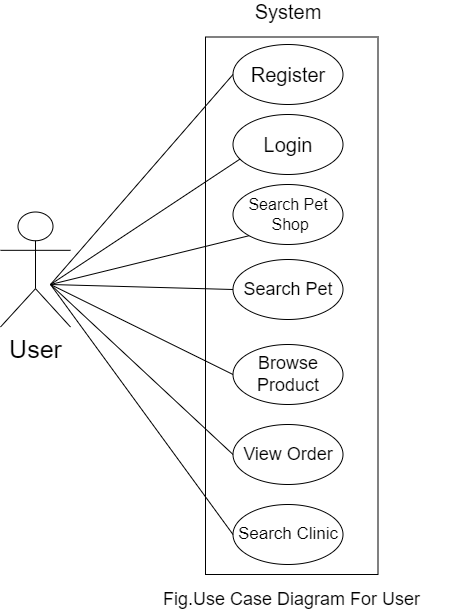 System
Register
Login
Search Pet
Shop
Search Pet
User
Browse
Product
View Order
Search Clinic
Fig.Use Case Diagram For User